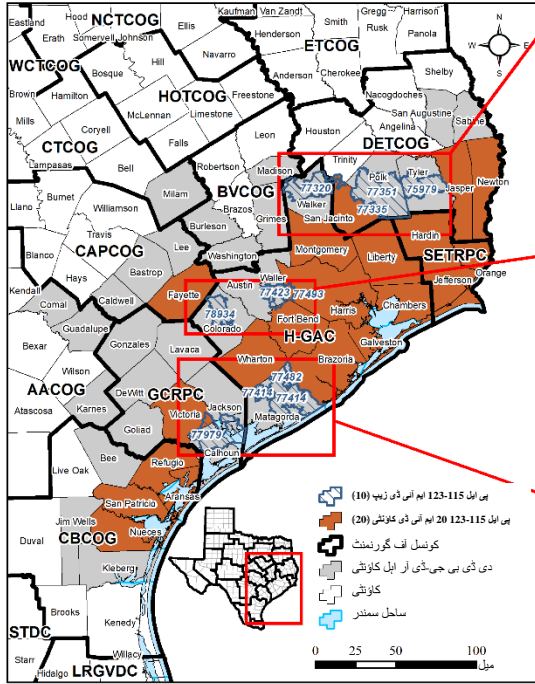 Eastland
Hood
NCTCOG
Ellis
Kaufman
Van Zandt
Smith
Gregg
Harrison
Erath
Somervell
Johnson
Henderson
ETCOG
Rusk
Panola
Navarro
Hill
WCTCOG
Bosque
Anderson
Cherokee
Shelby
Brown
Hamilton
HOTCOG
Freestone
Nacogdoches
McLennan
Limestone
San Augustine
Mills
Coryell
Leon
Houston
Angelina
Sabine
CTCOG
Falls
DETCOG
Lampasas
Bell
Robertson
Madison
Trinity
Polk
Tyler
BVCOG
77320
77351
75979
Jasper
Newton
Milam
Brazos
Walker
Llano
Burnet
Williamson
Grimes
San Jacinto
77335
Burleson
Travis
Hardin
CAPCOG
Lee
Washington
Montgomery
Liberty
SETRPC
Blanco
Bastrop
Orange
Hays
Austin
Waller
Jefferson
Kendall
Fayette
77423
77493
Comal
Caldwell
Harris
Chambers
78934
Fort Bend
Guadalupe
Colorado
H-GAC
Galveston
Bexar
Gonzales
Lavaca
Wharton
Brazoria
Wilson
77482
AACOG
GCRPC
DeWitt
Jackson
77414
77414
Atascosa
Karnes
Victoria
Matagorda
Goliad
77979
Bee
Calhoun
Live Oak
Refugio
San Patricio
Aransas
Jim Wells
Nueces
Duval
CBCOG
Kleberg
Brooks
Kenedy
STDC
Starr
Willacy
Hidalgo
LRGVDC
N
W
E
S
پی ایل 115-123 ایم آئی ڈی زیپ (10)
پی ایل 115-123 20 ایم آئی ڈی کاؤنٹی (20)
کونسل آف گورنمنٹ
دی ڈی بی جی-ڈی آر اہل کاؤنٹی
کاؤنٹی
ساحل سمندر
0 25 50 100
میل